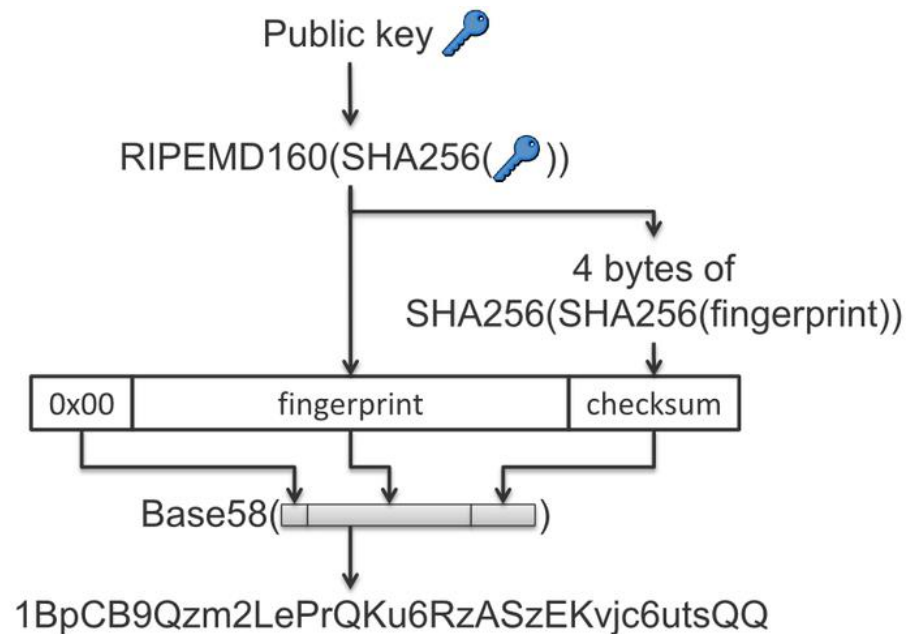 Public key
RIPEMD160(SHA256( ))
4 bytes of
SHA256(SHA256(fingerprint))
0x00 fingerprint checksum
Base58( )
1BpCB9Qzm2LePrQKu6RzASzEKvjc6utsQQ